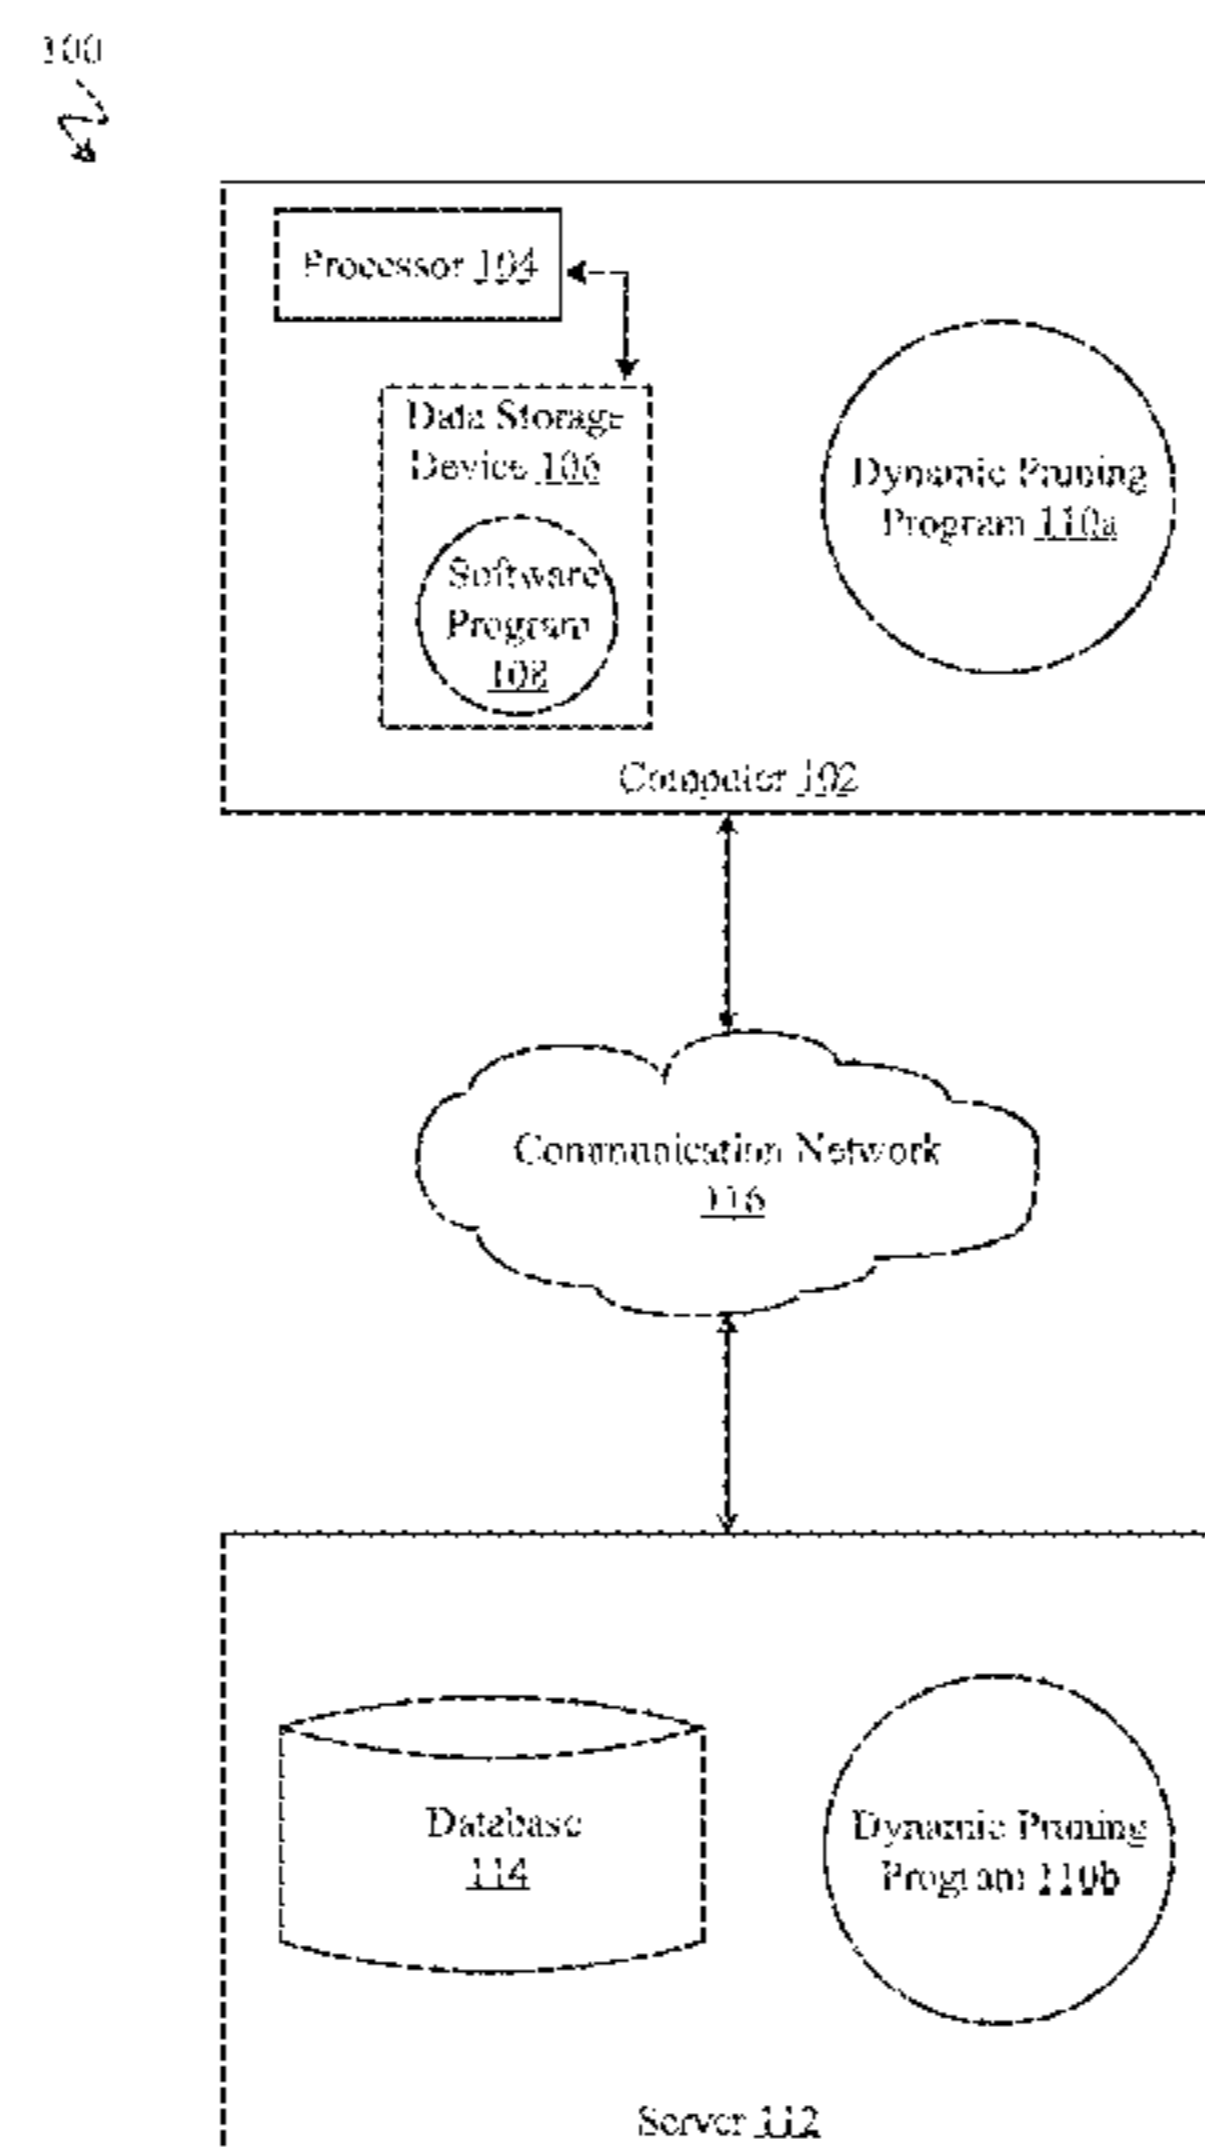 100
Processor 104
Data Storage
Device 106
Software
Program
108
Dynamic Pruning
Program 110a
Computer 102
Communication Network
116
Database
114
Dynamic Pruning
Program 110b
Server 112